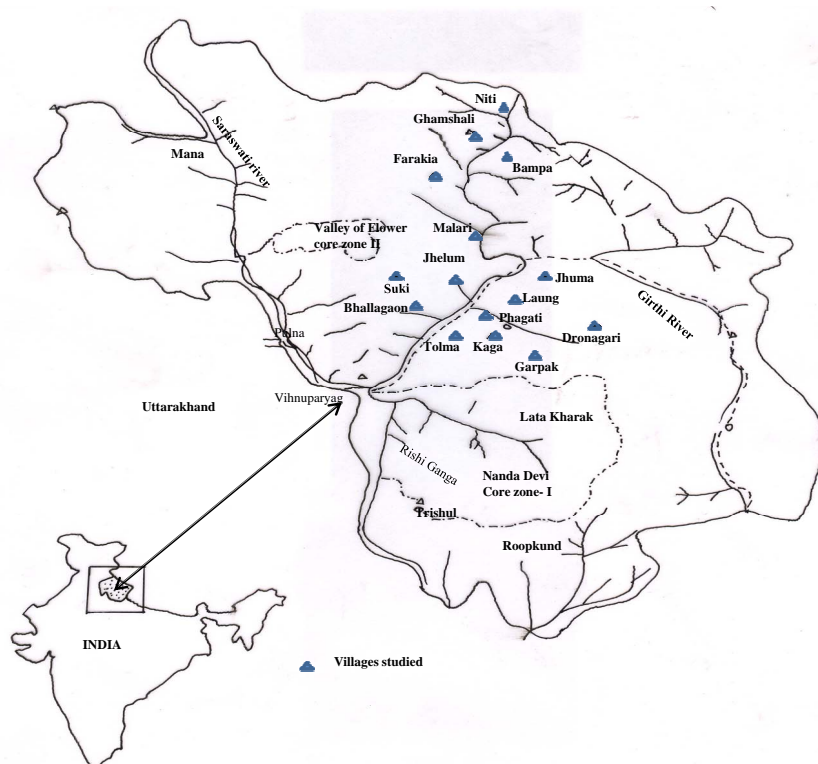 Niti
Ghamshali
Saraswati river
Mana
Farakia
Bampa
Valley of Flower
core zone II
Malari
Jhelum
Suki
Jhuma
Laung
Bhallagaon
Phagati
Girthi River
Pulna
Tolma
Kaga
Dronagari
Garpak
Vihnuparyag
Uttarakhand
Lata Kharak
Rishi Ganga
Nanda Devi
Core zone- I
Trishul
Roopkund
INDIA
Villages studied